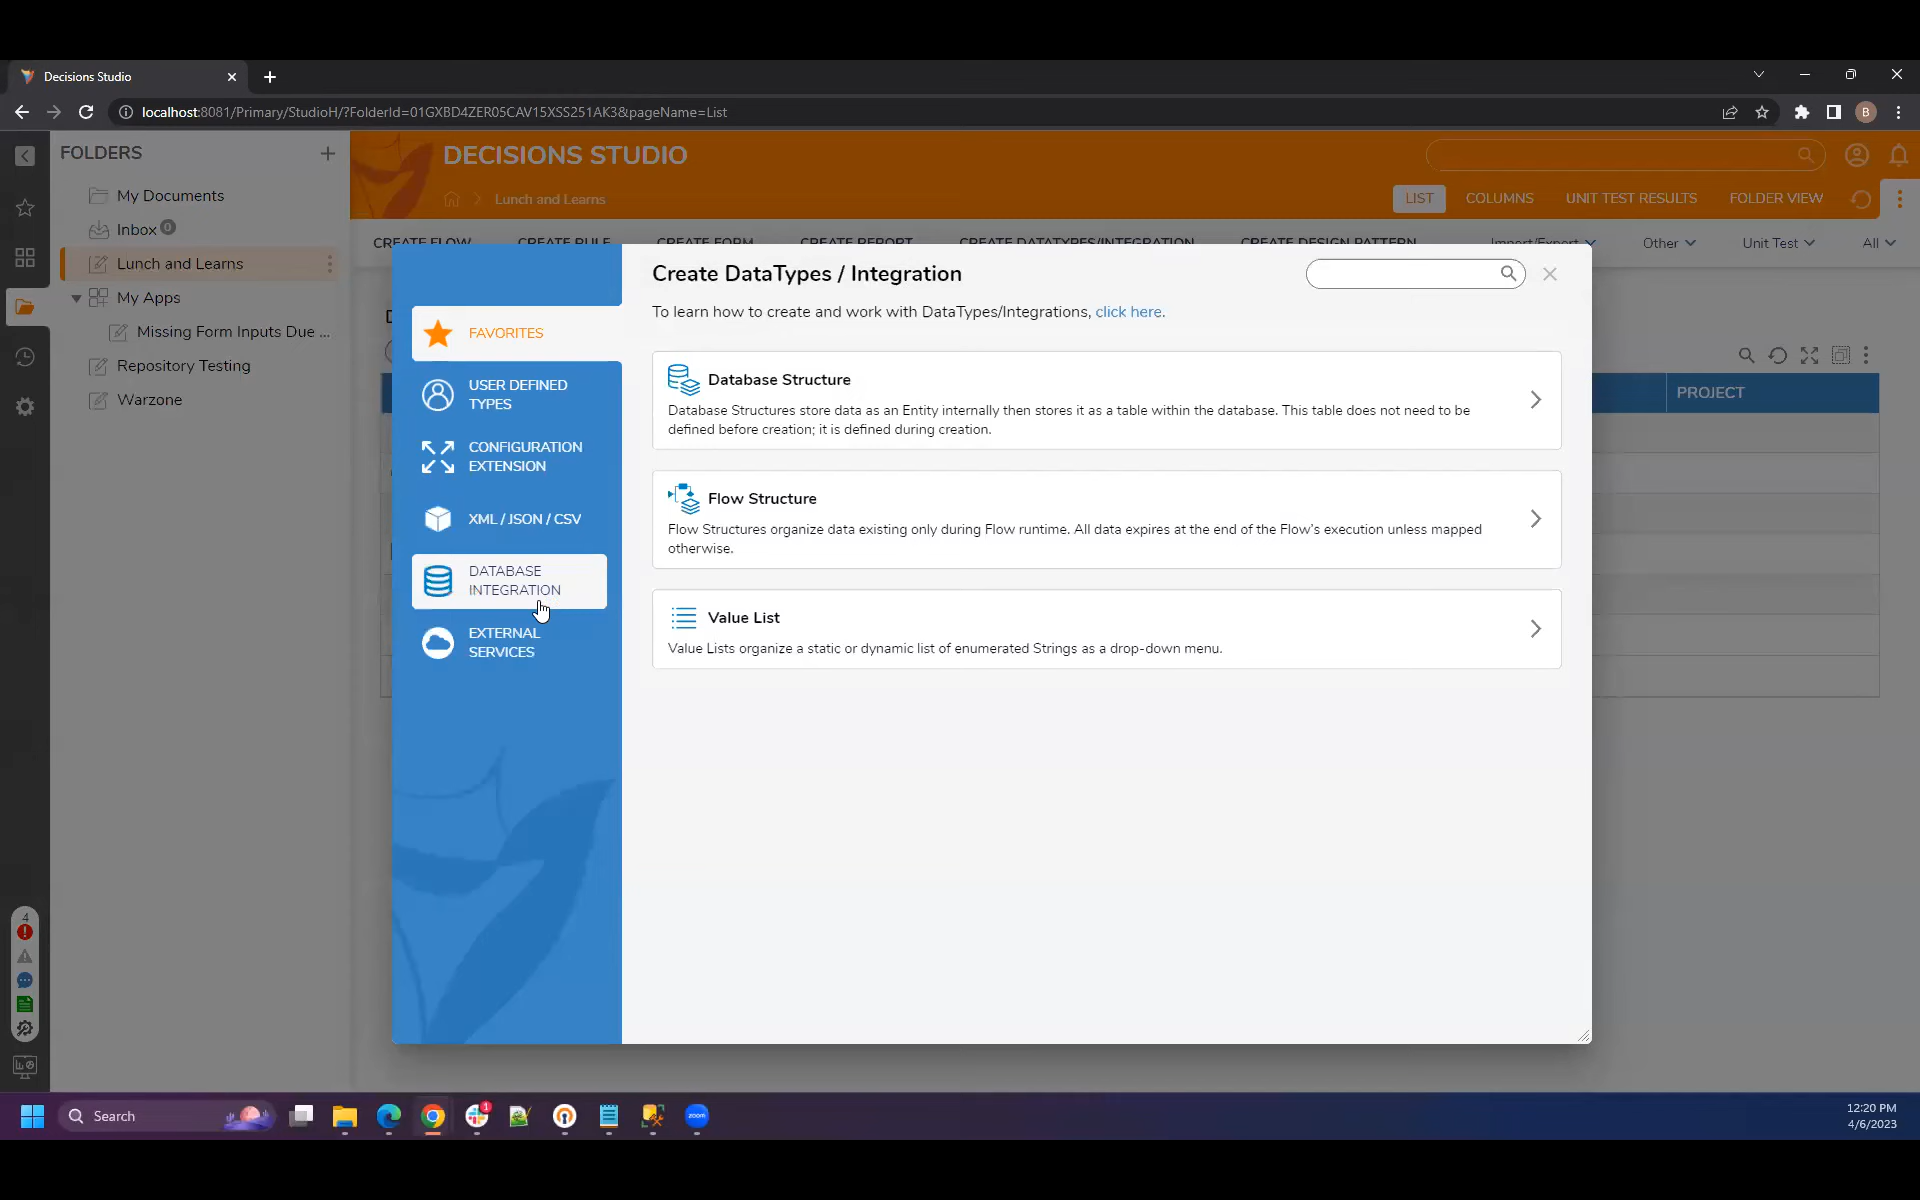 Decisions Studio
localhost:8081/Primary/StudioH/?FolderId=01GXBD4ZER05CAV15XSS251AK3&pageName=List
B
FOLDERS
My Documents
Inbox 0
Lunch and Learns
My Apps
Missing Form Inputs Due ...
Repository Testing
Warzone
DECISIONS STUDIO
Lunch and Learns
LIST
COLUMNS
UNIT TEST RESULTS
FOLDER VIEW
CREATE FLOW
CREATE RULE
CREATE FORM
CREATE REPORT
CREATE DATATYPES/INTEGRATION
CREATE DESIGN PATTERN
Import/Export
Other
Unit Test
All
PROJECT
FAVORITES
USER DEFINED
TYPES
CONFIGURATION
EXTENSION
XML / JSON / CSV
DATABASE
INTEGRATION
EXTERNAL
SERVICES
Create DataTypes / Integration
To learn how to create and work with DataTypes/Integrations, click here.
Database Structure
Database Structures store data as an Entity internally then stores it as a table within the database. This table does not need to be
defined before creation; it is defined during creation.
Flow Structure
Flow Structures organize data existing only during Flow runtime. All data expires at the end of the Flow's execution unless mapped
otherwise.
Value List
Value Lists organize a static or dynamic list of enumerated Strings as a drop-down menu.
4
Search
1
zoom
12:20 PM
4/6/2023